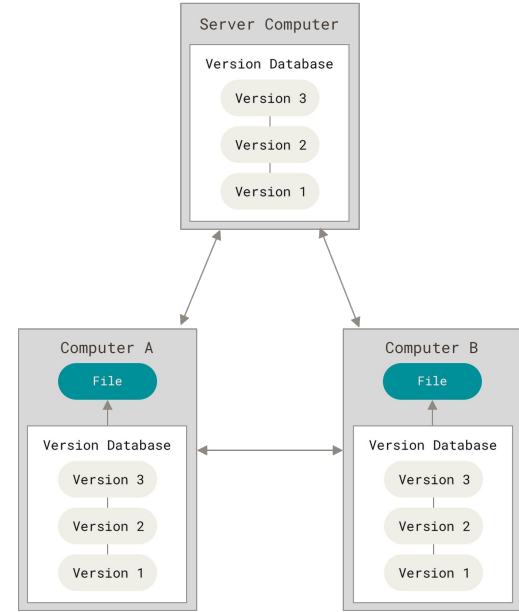 Server Computer
Version Database
Version 3
Version 2
Version 1
Computer A
File
Version Database
Version 3
Version 2
Version 1
Computer B
File
Version Database
Version 3
Version 2
Version 1